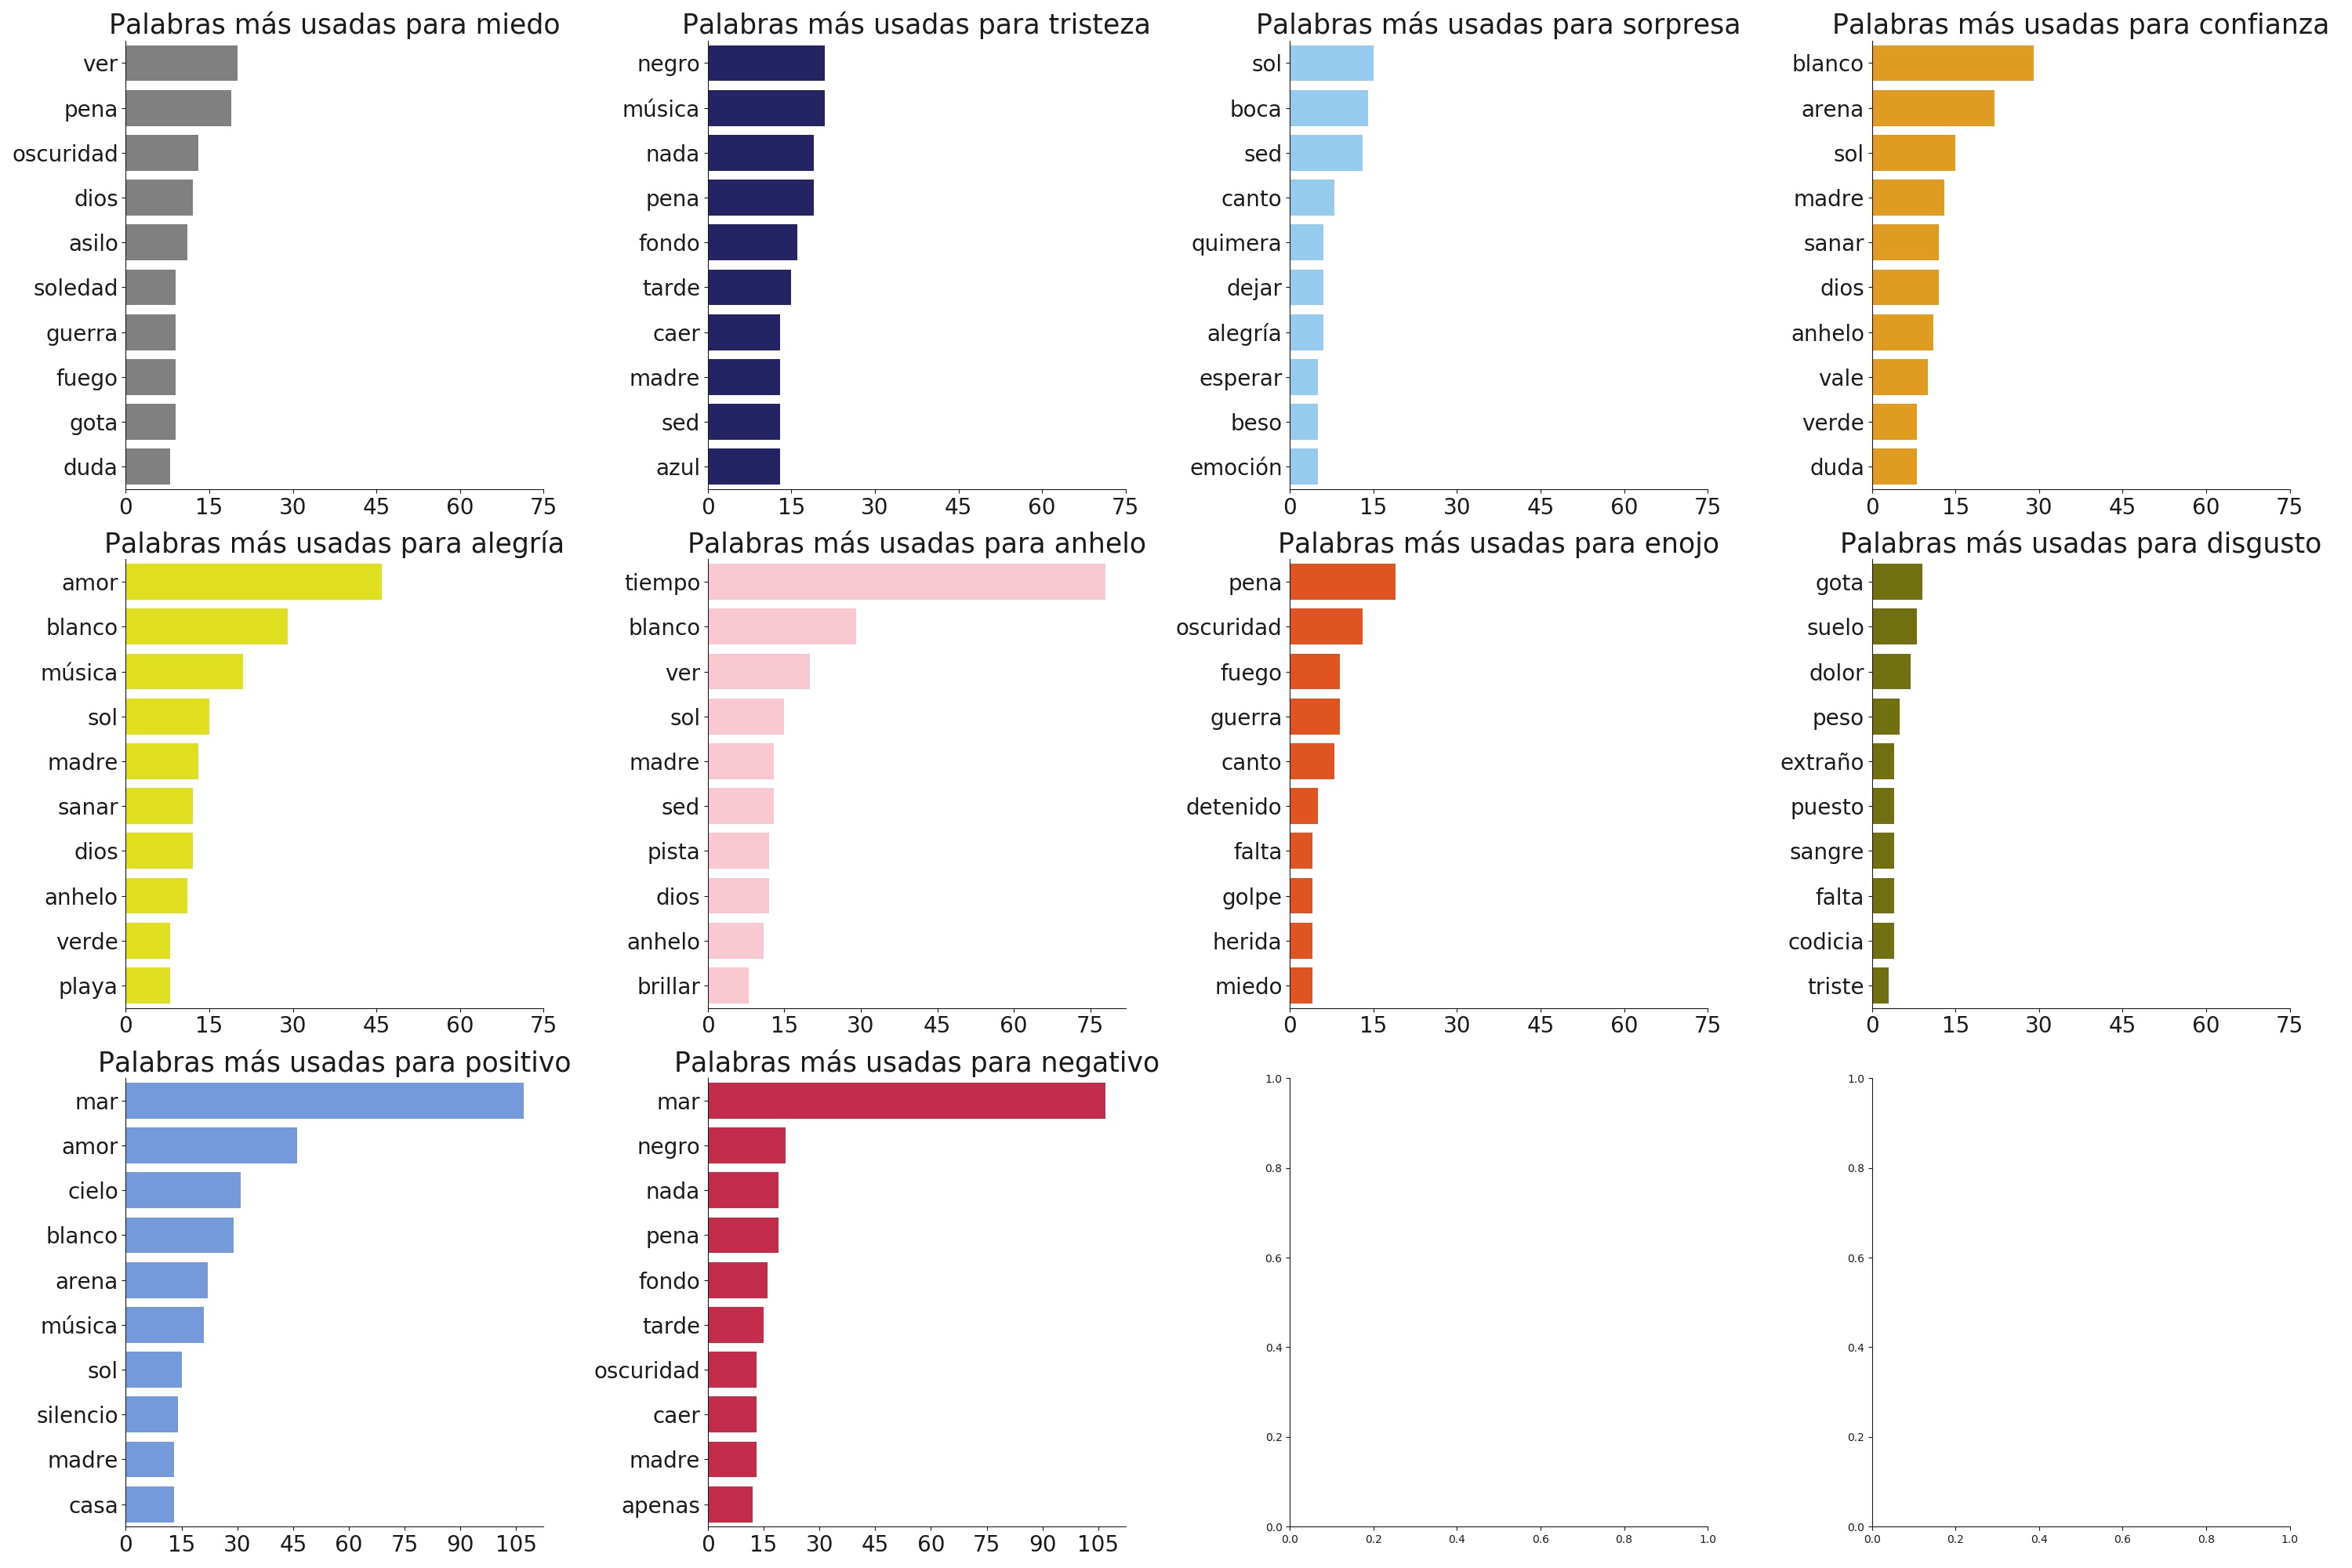 Palabras más usadas para miedo
ver
pena
oscuridad
dios
asilo
soledad
guerra
fuego
gota
duda
0 15 30 45 60 75
Palabras más usadas para tristeza
negro
música
nada
pena
fondo
tarde
caer
madre
sed
azul
0 15 30 45 60 75
Palabras más usadas para sorpresa
sol
boca
sed
canto
quimera
dejar
alegría
esperar
beso
emoción
0 15 30 45 60 75
Palabras más usadas para confianza
blanco
arena
sol
madre
sanar
dios
anhelo
vale
verde
duda
0 15 30 45 60 75
Palabras más usadas para alegría
amor
blanco
música
sol
madre
sanar
dios
anhelo
verde
playa
0 15 30 45 60 75
Palabras más usadas para anhelo
tiempo
blanco
ver
sol
madre
sed
pista
dios
anhelo
brillar
0 15 30 45 60 75
Palabras más usadas para enojo
pena
oscuridad
fuego
guerra
canto
detenido
falta
golpe
herida
miedo
0 15 30 45 60 75
Palabras más usadas para disgusto
gota
suelo
dolor
peso
extraño
puesto
sangre
falta
codicia
triste
0 15 30 45 60 75
Palabras más usadas para positivo
mar
amor
cielo
blanco
arena
música
sol
silencio
madre
casa
0 15 30 45 60 75 90 105
Palabras más usadas para negativo
mar
negro
nada
pena
fondo
tarde
oscuridad
caer
madre
apenas
0 15 30 45 60 75 90 105
1.0
0.8
0.6
0.4
0.2
0.0
0.0 0.2 0.4 0.6 0.8 1.0
1.0
0.8
0.6
0.4
0.2
0.0
0.0 0.2 0.4 0.6 0.8 1.0